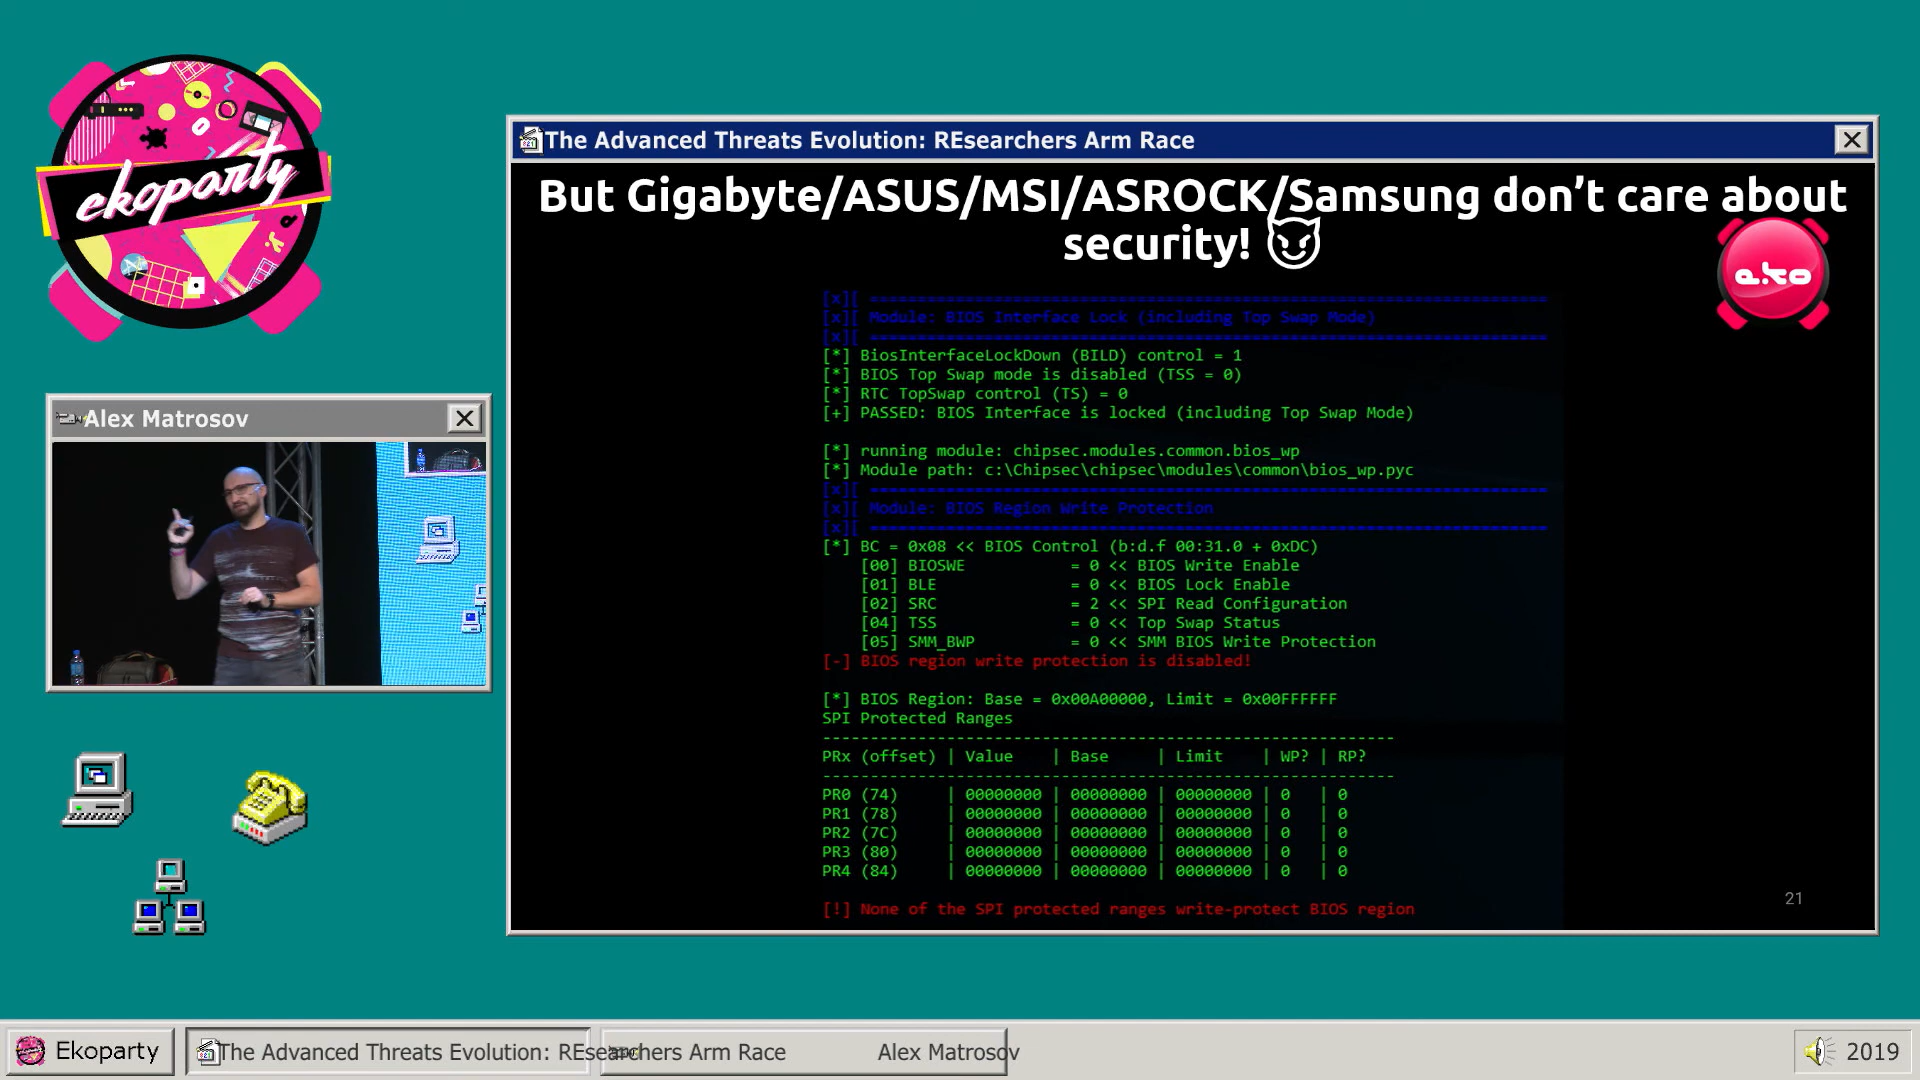 ekoparty
The Advanced Threats Evolution: REsearchers Arm Race
But Gigabyte/ASUS/MSI/ASROCK/Samsung don’t care about
security! 😈
eko
[x][ =======================================================================
[x][ Module: BIOS Interface Lock (including Top Swap Mode)
[x][ =======================================================================
[*] BiosInterfaceLockDown (BILD) control = 1
[*] BIOS Top Swap mode is disabled (TSS = 0)
[*] RTC TopSwap control (TS) = 0
[+] PASSED: BIOS Interface is locked (including Top Swap Mode)
[*] running module: chipsec.modules.common.bios_wp
[*] Module path: c:\Chipsec\chipsec\modules\common\bios_wp.pyc
[x][ =======================================================================
[x][ Module: BIOS Region Write Protection
[x][ =======================================================================
[*] BC = 0x08 << BIOS Control (b:d.f 00:31.0 + 0xDC)
[00] BIOSWE = 0 << BIOS Write Enable
[01] BLE = 0 << BIOS Lock Enable
[02] SRC = 2 << SPI Read Configuration
[04] TSS = 0 << Top Swap Status
[05] SMM_BWP = 0 << SMM BIOS Write Protection
[-] BIOS region write protection is disabled!
[*] BIOS Region: Base = 0x00A00000, Limit = 0x00FFFFFF
SPI Protected Ranges
------------------------------------------------------------
PRx (offset) | Value | Base | Limit | WP? | RP?
------------------------------------------------------------
PR0 (74) | 00000000 | 00000000 | 00000000 | 0 | 0
PR1 (78) | 00000000 | 00000000 | 00000000 | 0 | 0
PR2 (7C) | 00000000 | 00000000 | 00000000 | 0 | 0
PR3 (80) | 00000000 | 00000000 | 00000000 | 0 | 0
PR4 (84) | 00000000 | 00000000 | 00000000 | 0 | 0
[!] None of the SPI protected ranges write-protect BIOS region
21
Alex Matrosov
Ekoparty
The Advanced Threats Evolution: REsearchers Arm Race
Alex Matrosov
2019